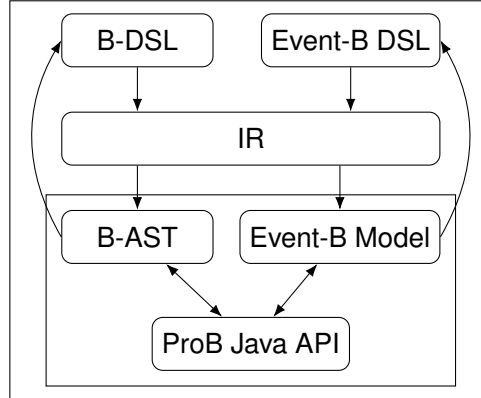 B-DSL
Event-B DSL
IR
B-AST
Event-B Model
ProB Java API